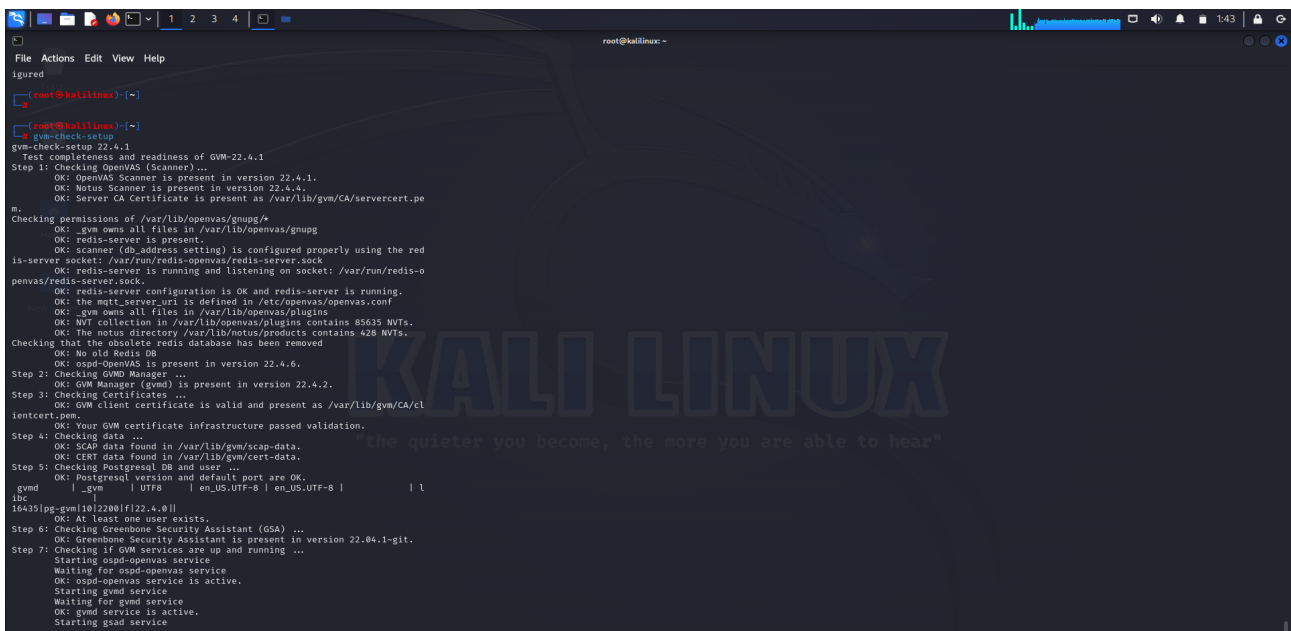 1 2 3 4
1:43
root@kalilinux: ~
File Actions Edit View Help
igured
(root㉿kalilinux)-[~]
#
(root㉿kalilinux)-[~]
# gvm-check-setup
gvm-check-setup 22.4.1
Test completeness and readiness of GVM-22.4.1
Step 1: Checking OpenVAS (Scanner)...
OK: OpenVAS Scanner is present in version 22.4.1.
OK: Notus Scanner is present in version 22.4.4.
OK: Server CA Certificate is present as /var/lib/gvm/CA/servercert.pe
m.
Checking permissions of /var/lib/openvas/gnupg/*
OK: _gvm owns all files in /var/lib/openvas/gnupg
OK: redis-server is present.
OK: scanner (db_address setting) is configured properly using the red
is-server socket: /var/run/redis-openvas/redis-server.sock
OK: redis-server is running and listening on socket: /var/run/redis-o
penvas/redis-server.sock.
OK: redis-server configuration is OK and redis-server is running.
OK: the mqtt_server_uri is defined in /etc/openvas/openvas.conf
OK: _gvm owns all files in /var/lib/openvas/plugins
OK: NVT collection in /var/lib/openvas/plugins contains 85635 NVTs.
OK: The notus directory /var/lib/notus/products contains 428 NVTs.
Checking that the obsolete redis database has been removed
OK: No old Redis DB
OK: ospd-OpenVAS is present in version 22.4.6.
Step 2: Checking GVMD Manager ...
OK: GVM Manager (gvmd) is present in version 22.4.2.
Step 3: Checking Certificates ...
OK: GVM client certificate is valid and present as /var/lib/gvm/CA/cl
ientcert.pem.
OK: Your GVM certificate infrastructure passed validation.
Step 4: Checking data ...
OK: SCAP data found in /var/lib/gvm/scap-data.
OK: CERT data found in /var/lib/gvm/cert-data.
Step 5: Checking Postgresql DB and user ...
OK: Postgresql version and default port are OK.
gvmd | _gvm | UTF8 | en_US.UTF-8 | en_US.UTF-8 | | l
ibc |
16435|pg-gvm|10|2200|f|22.4.0||
OK: At least one user exists.
Step 6: Checking Greenbone Security Assistant (GSA) ...
OK: Greenbone Security Assistant is present in version 22.04.1~git.
Step 7: Checking if GVM services are up and running ...
Starting ospd-openvas service
Waiting for ospd-openvas service
OK: ospd-openvas service is active.
Starting gvmd service
Waiting for gvmd service
OK: gvmd service is active.
Starting gsad service
KALI LINUX
"the quieter you become, the more you are able to hear"